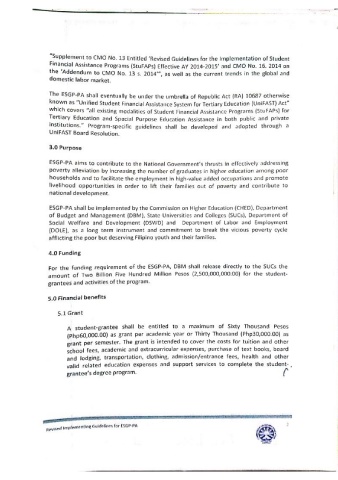 "Supplement to CMO No. 13 Entitled 'Revised Guidelines for the Implementation of Student
Financial Assistance Programs (StuFAPs) Effective AY 2014-2015' and CMO No. 16, 2014 on
the 'Addendum to CMO No. 13 s. 2014'", as well as the current trends in the global and
domestic labor market.
The ESGP-PA shall eventually be under the umbrella of Republic Act (RA) 10687 otherwise
known as "Unified Student Financial Assistance System for Tertiary Education (UniFAST) Act"
which covers "all existing modalities of Student Financial Assistance Programs (StuFAPs) for
Tertiary Education and Special Purpose Education Assistance in both public and private
institutions." Program-specific guidelines shall be developed and adopted through a
UniFAST Board Resolution.
3.0 Purpose
ESGP-PA aims to contribute to the National Government's thrusts in effectively addressing
poverty alleviation by increasing the number of graduates in higher education among poor
households and to facilitate the employment in high-value added occupations and promote
livelihood opportunities in order to lift their families out of poverty and contribute to
national development.
ESGP-PA shall be implemented by the Commission on Higher Education (CHED), Department
of Budget and Management (DBM), State Universities and Colleges (SUCs), Department of
Social Welfare and Development (DSWD) and Department of Labor and Employment
(DOLE), as a long term instrument and commitment to break the vicious poverty cycle
afflicting the poor but deserving Filipino youth and their families.
4.0 Funding
For the funding requirement of the ESGP-PA, DBM shall release directly to the SUCs the
amount of Two Billion Five Hundred Million Pesos (2,500,000,000.00) for the student-
grantees and activities of the program.
5.0 Financial benefits
5.1 Grant
A student-grantee shall be entitled to a maximum of Sixty Thousand Pesos
(Php60,000.00) as grant per academic year or Thirty Thousand (Php30,000.00) as
grant per semester. The grant is intended to cover the costs for tuition and other
school fees, academic and extracurricular expenses, purchase of text books, board
and lodging, transportation, clothing, admission/entrance fees, health and other
valid related education expenses and support services to complete the student-
grantee's degree program.
Revised Implementing Guidelines for ESGP-PA
2